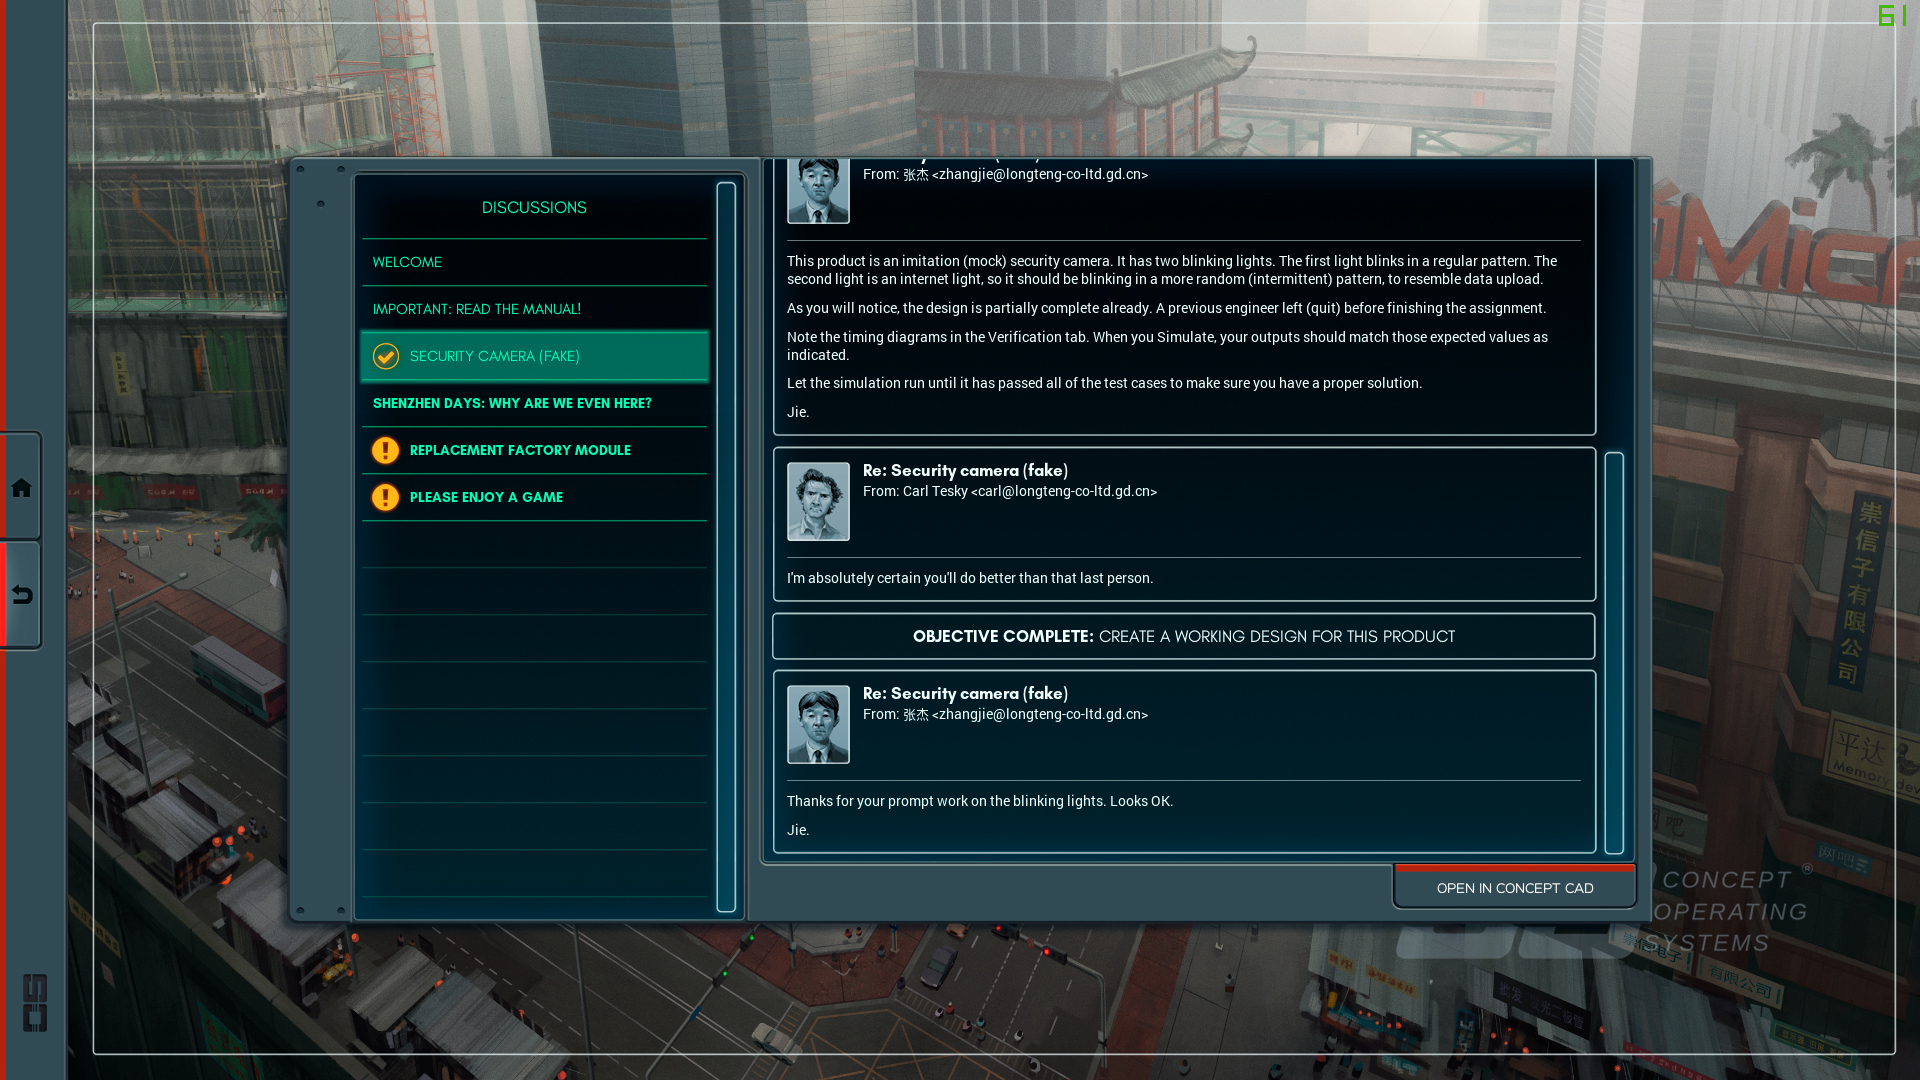 61
DISCUSSIONS
WELCOME
IMPORTANT: READ THE MANUAL!
SECURITY CAMERA (FAKE)
SHENZHEN DAYS: WHY ARE WE EVEN HERE?
REPLACEMENT FACTORY MODULE
PLEASE ENJOY A GAME
From: 张杰 <zhangjie@longteng-co-ltd.gd.cn>
This product is an imitation (mock) security camera. It has two blinking lights. The first light blinks in a regular pattern. The
second light is an internet light, so it should be blinking in a more random (intermittent) pattern, to resemble data upload.
As you will notice, the design is partially complete already. A previous engineer left (quit) before finishing the assignment.
Note the timing diagrams in the Verification tab. When you Simulate, your outputs should match those expected values as
indicated.
Let the simulation run until it has passed all of the test cases to make sure you have a proper solution.
Jie.
Re: Security camera (fake)
From: Carl Tesky <carl@longteng-co-ltd.gd.cn>
I'm absolutely certain you'll do better than that last person.
OBJECTIVE COMPLETE: CREATE A WORKING DESIGN FOR THIS PRODUCT
Re: Security camera (fake)
From: 张杰 <zhangjie@longteng-co-ltd.gd.cn>
Thanks for your prompt work on the blinking lights. Looks OK.
Jie.
OPEN IN CONCEPT CAD
CONCEPT ®
OPERATING
SYSTEMS
崇信子有限公司
平达
网吧
有限公司